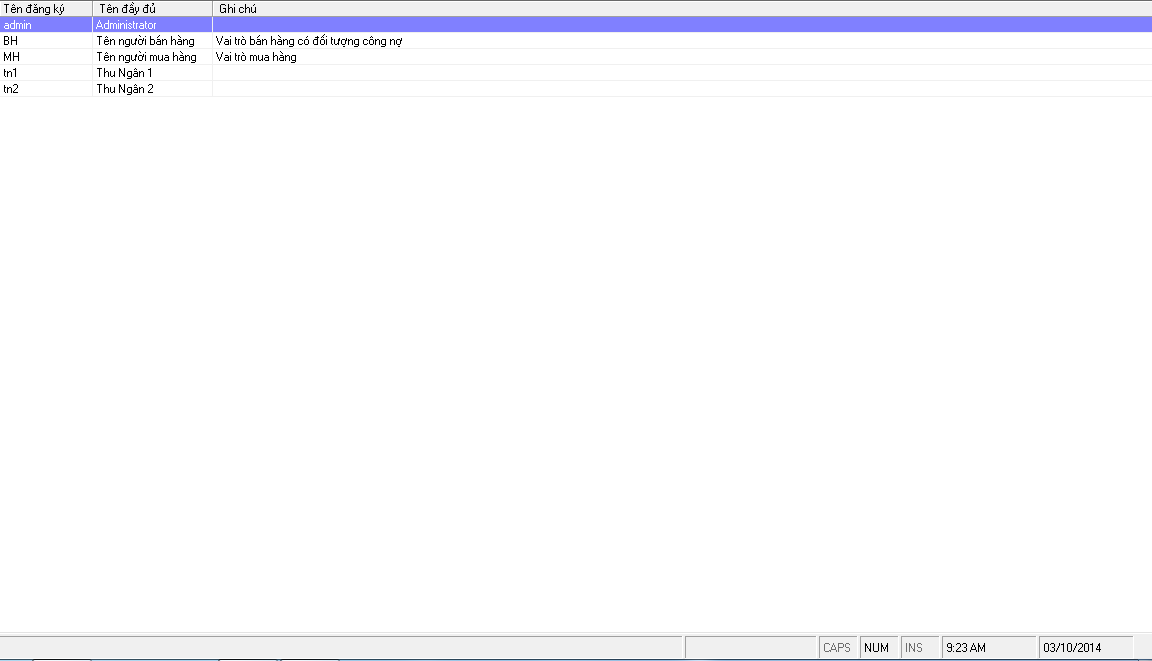 Tên đăng ký Tên đầy đủ Ghi chú
admin Administrator
BH Tên người bán hàng Vai trò bán hàng có đối tượng công nợ
MH Tên người mua hàng Vai trò mua hàng
tn1 Thu Ngân 1
tn2 Thu Ngân 2
CAPS NUM INS 9:23 AM 03/10/2014